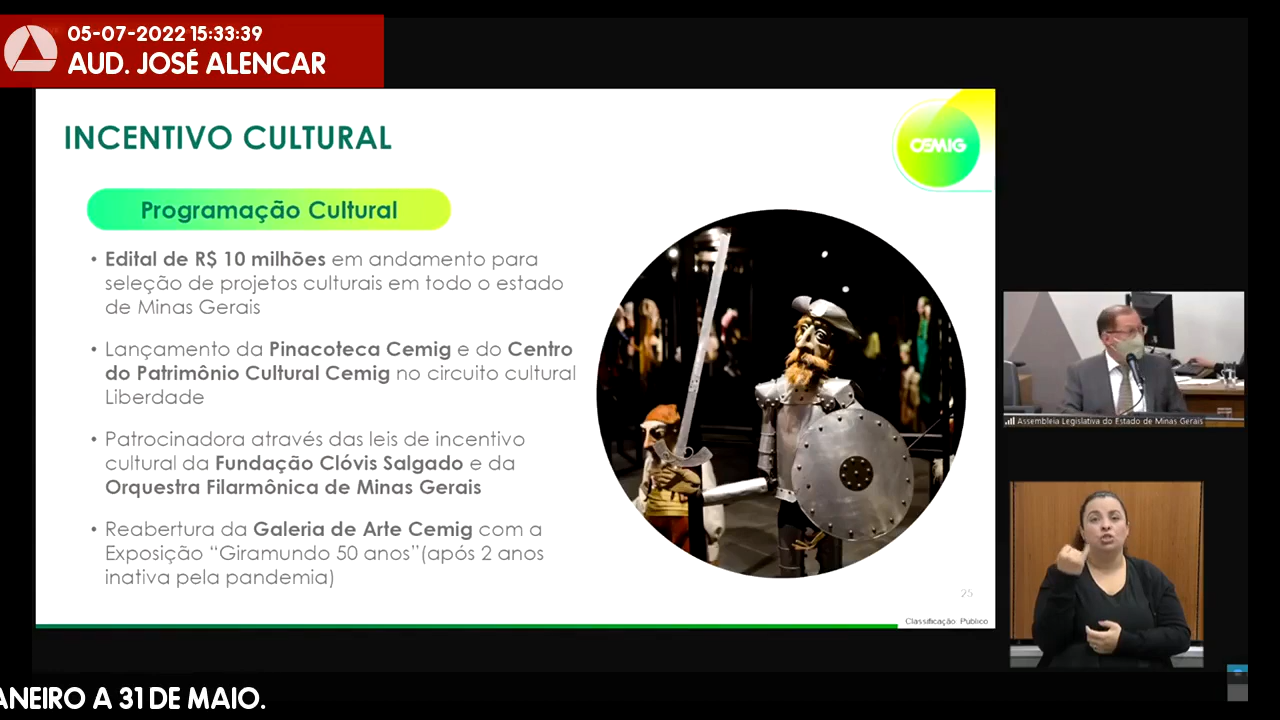 05-07-2022 15:33:39
AUD. JOSÉ ALENCAR
INCENTIVO CULTURAL
CEMIG
Programação Cultural
• Edital de R$ 10 milhões em andamento para
seleção de projetos culturais em todo o estado
de Minas Gerais
• Lançamento da Pinacoteca Cemig e do Centro
do Patrimônio Cultural Cemig no circuito cultural
Liberdade
• Patrocinadora através das leis de incentivo
cultural da Fundação Clóvis Salgado e da
Orquestra Filarmônica de Minas Gerais
• Reabertura da Galeria de Arte Cemig com a
Exposição “Giramundo 50 anos”(após 2 anos
inativa pela pandemia)
25
Classificação: Público
Assembleia Legislativa do Estado de Minas Gerais
ANEIRO A 31 DE MAIO.